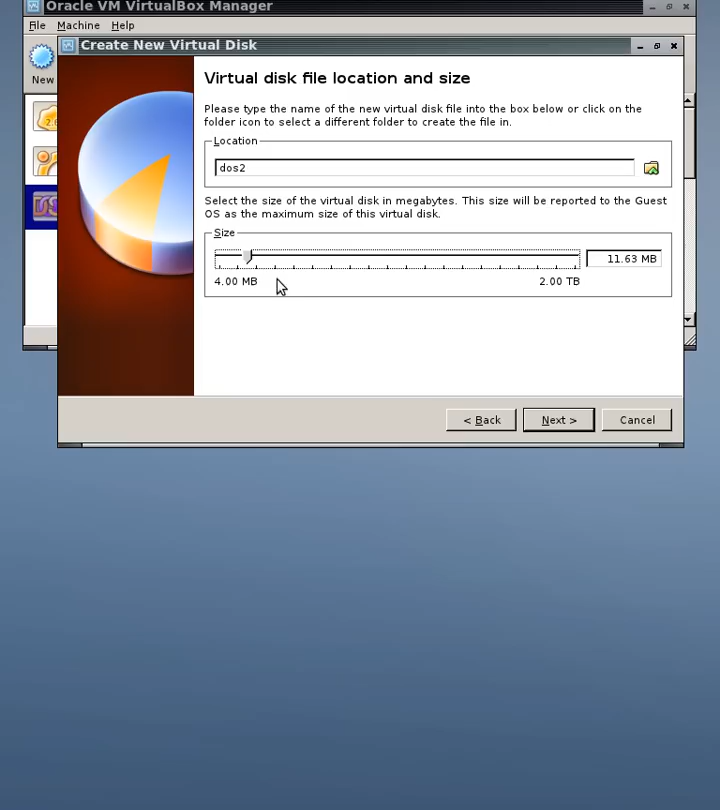 Oracle VM VirtualBox Manager
File Machine Help
Create New Virtual Disk
New
Virtual disk file location and size
Please type the name of the new virtual disk file into the box below or click on the
folder icon to select a different folder to create the file in.
Location
dos2
Select the size of the virtual disk in megabytes. This size will be reported to the Guest
OS as the maximum size of this virtual disk.
Size
11.63 MB
4.00 MB 2.00 TB
< Back Next > Cancel